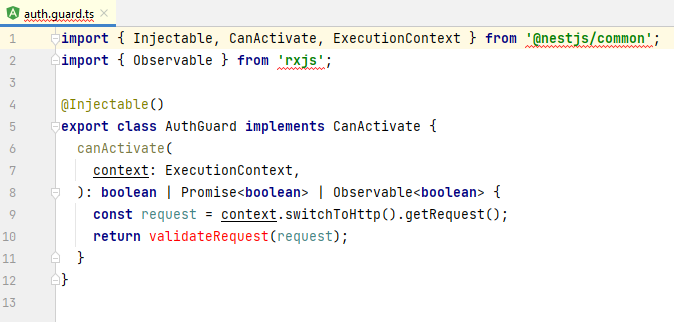 auth.guard.ts
1 import { Injectable, CanActivate, ExecutionContext } from '@nestjs/common';
2 import { Observable } from 'rxjs';
3
4 @Injectable()
5 export class AuthGuard implements CanActivate {
6   canActivate(
7     context: ExecutionContext,
8   ): boolean | Promise<boolean> | Observable<boolean> {
9     const request = context.switchToHttp().getRequest();
10     return validateRequest(request);
11   }
12 }
13